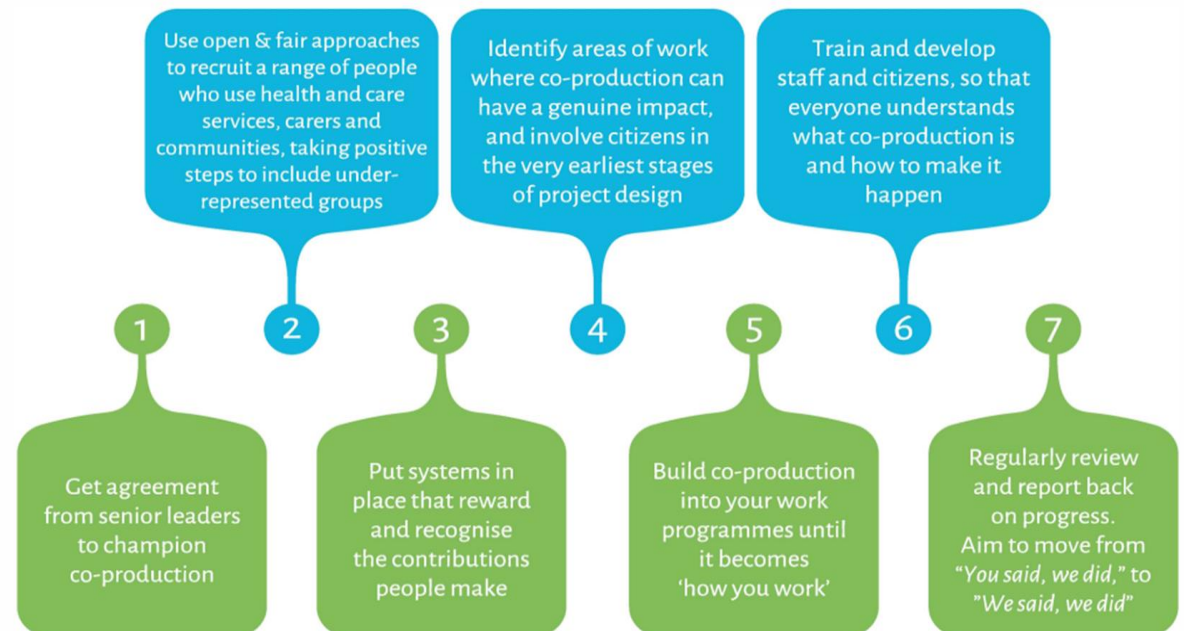 1
Get agreement
from senior leaders
to champion
co-production
2
Use open & fair approaches
to recruit a range of people
who use health and care
services, carers and
communities, taking positive
steps to include under-
represented groups
3
Put systems in
place that reward
and recognise
the contributions
people make
4
Identify areas of work
where co-production can
have a genuine impact,
and involve citizens in
the very earliest stages
of project design
5
Build co-production
into your work
programmes until
it becomes
‘how you work’
6
Train and develop
staff and citizens, so that
everyone understands
what co-production is
and how to make it
happen
7
Regularly review
and report back
on progress.
Aim to move from
“You said, we did,” to
”We said, we did”